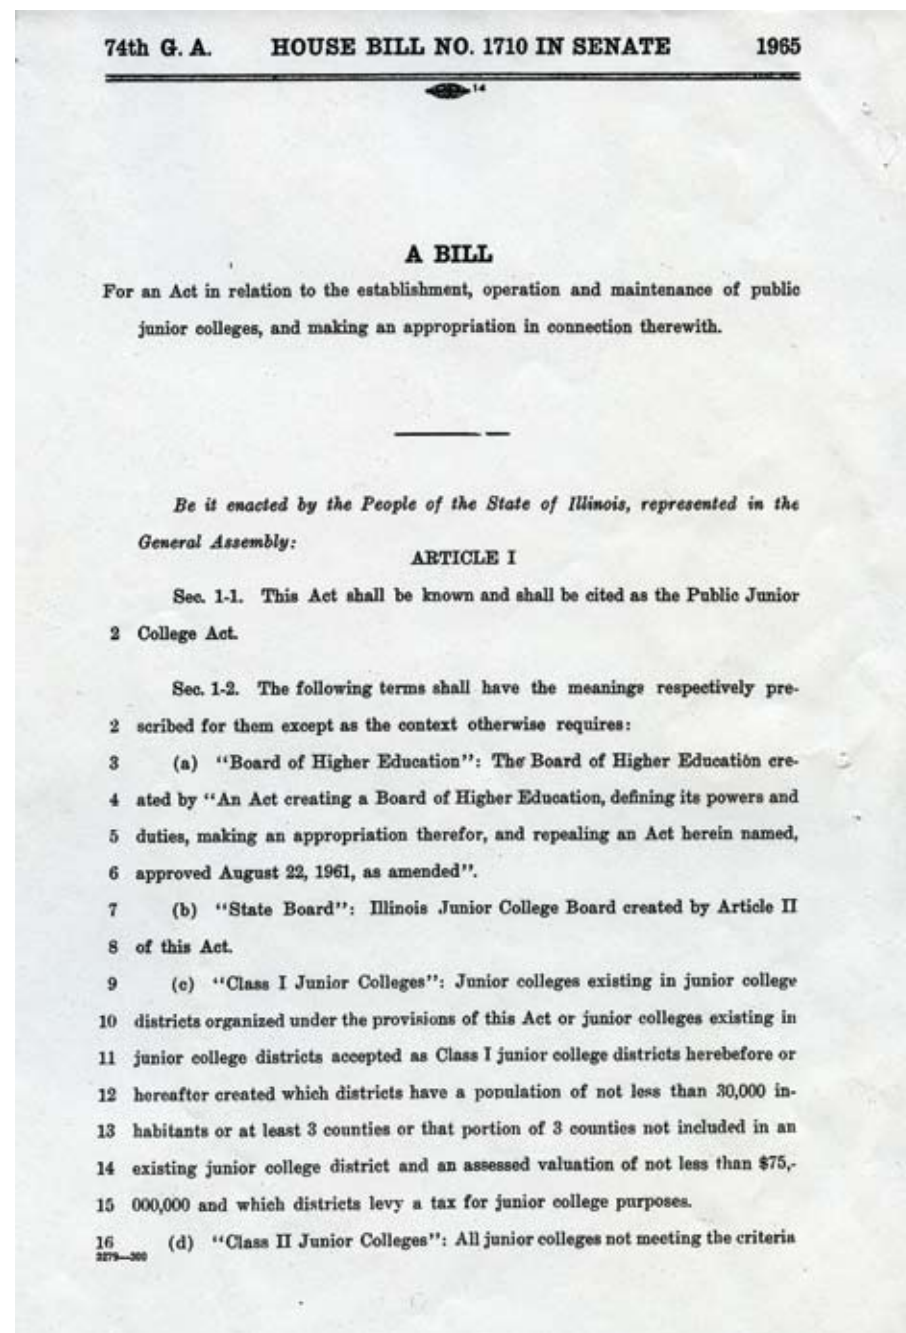 74th G. A. HOUSE BILL NO. 1710 IN SENATE 1965
14
A BILL
For an Act in relation to the establishment, operation and maintenance of public
junior colleges, and making an appropriation in connection therewith.
Be it enacted by the People of the State of Illinois, represented in the
General Assembly:
ARTICLE I
Sec. 1-1. This Act shall be known and shall be cited as the Public Junior
2 College Act.
Sec. 1-2. The following terms shall have the meanings respectively pre-
2 scribed for them except as the context otherwise requires:
3 (a) "Board of Higher Education": The Board of Higher Education cre-
4 ated by "An Act creating a Board of Higher Education, defining its powers and
5 duties, making an appropriation therefor, and repealing an Act herein named,
6 approved August 22, 1961, as amended".
7 (b) "State Board": Illinois Junior College Board created by Article II
8 of this Act.
9 (c) "Class I Junior Colleges": Junior colleges existing in junior college
10 districts organized under the provisions of this Act or junior colleges existing in
11 junior college districts accepted as Class I junior college districts herebefore or
12 hereafter created which districts have a population of not less than 30,000 in-
13 habitants or at least 3 counties or that portion of 3 counties not included in an
14 existing junior college district and an assessed valuation of not less than $75,-
15 000,000 and which districts levy a tax for junior college purposes.
16 (d) "Class II Junior Colleges": All junior colleges not meeting the criteria
2279—300